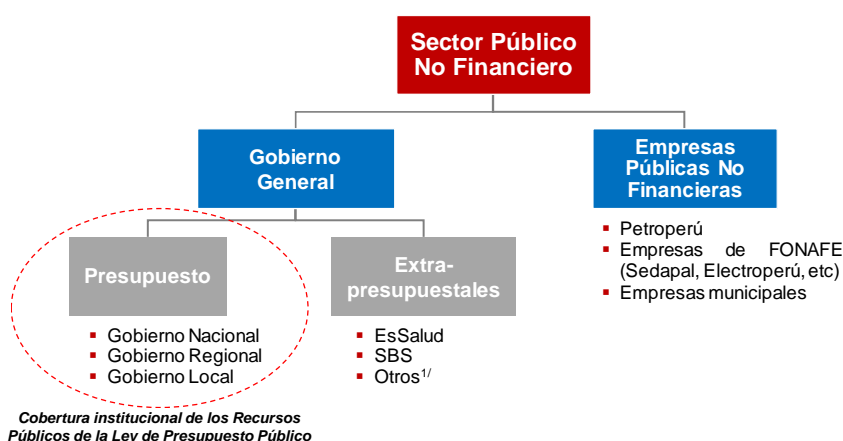 Sector Público
No Financiero
Gobierno
General
Empresas
Públicas No
Financieras
Presupuesto
Extra-
presupuestales
▪ Petroperú
▪ Empresas de FONAFE
(Sedapal, Electroperú, etc)
▪ Empresas municipales
▪ Gobierno Nacional
▪ Gobierno Regional
▪ Gobierno Local
▪ EsSalud
▪ SBS
▪ Otros1/
Cobertura institucional de los Recursos
Públicos de la Ley de Presupuesto Público